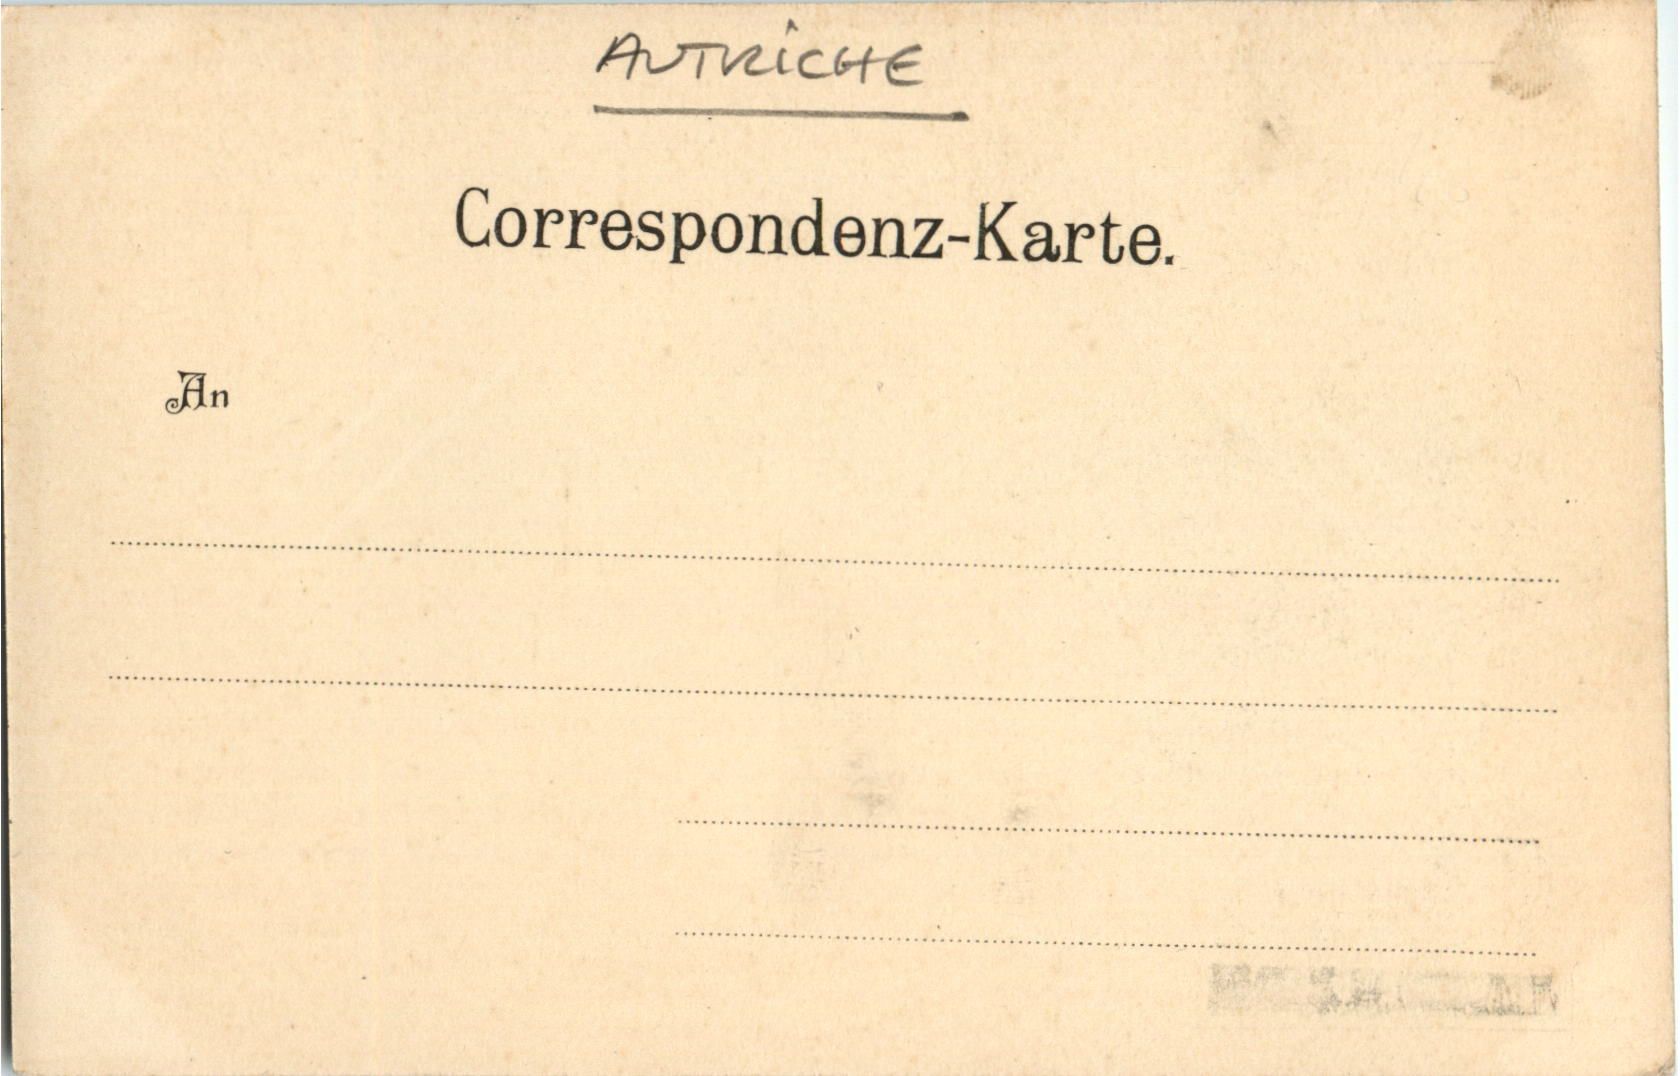 AUTRICHE
Correspondenz-Karte.
An